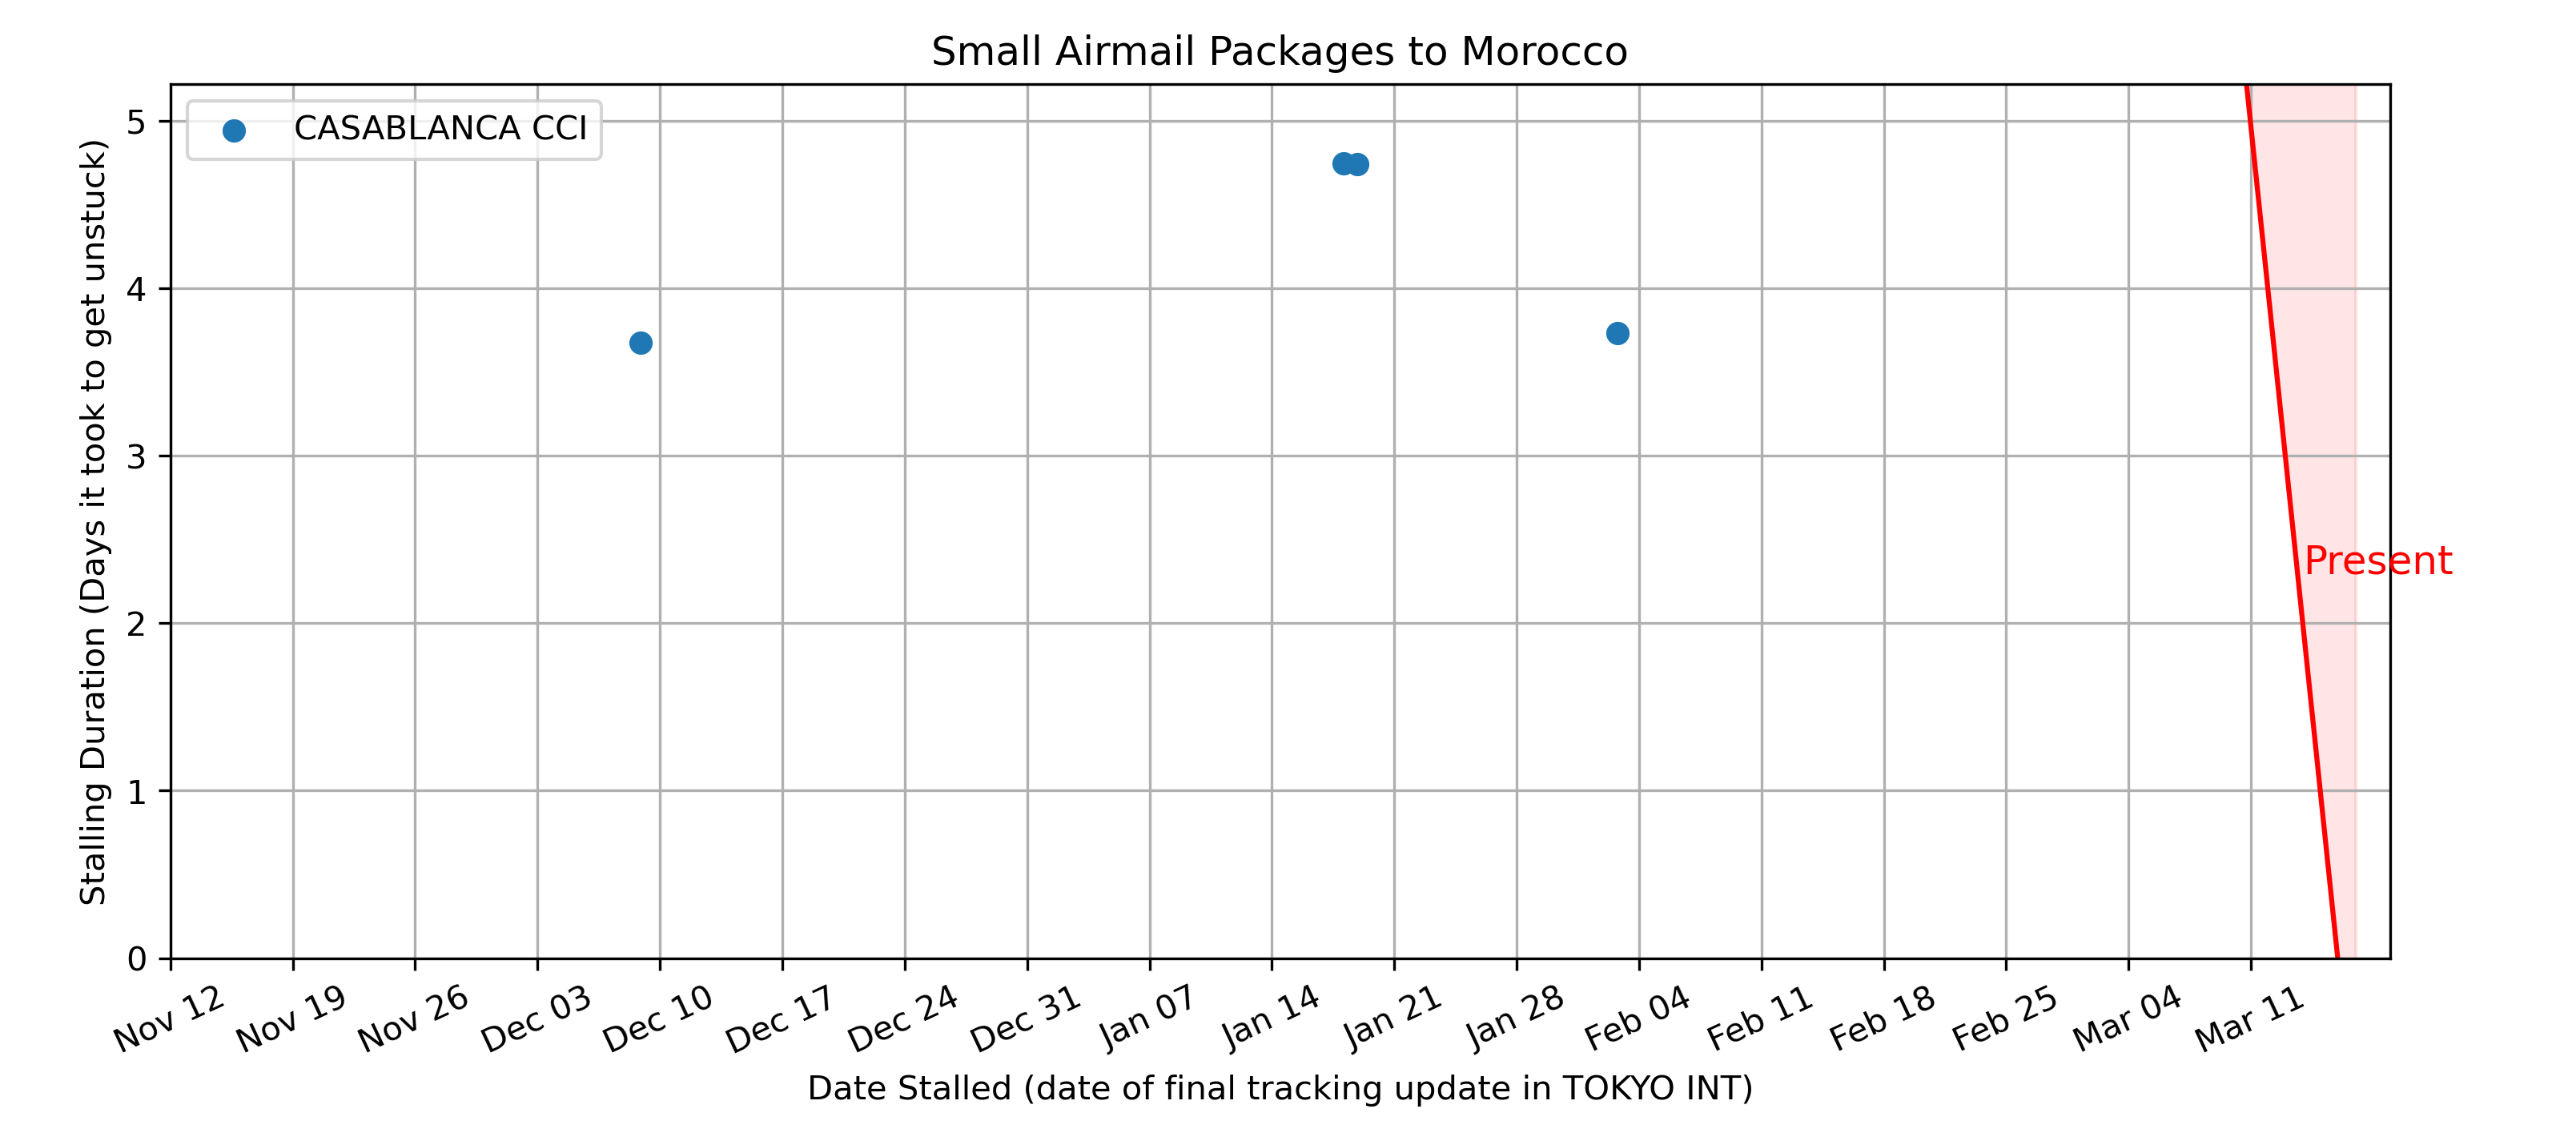 Small Airmail Packages to Morocco
CASABLANCA CCI
Stalling Duration (Days it took to get unstuck)
5
4
3
2
1
0
Present
Nov 12
Nov 19
Nov 26
Dec 03
Dec 10
Dec 17
Dec 24
Dec 31
Jan 07
Jan 14
Jan 21
Jan 28
Feb 04
Feb 11
Feb 18
Feb 25
Mar 04
Mar 11
Date Stalled (date of final tracking update in TOKYO INT)